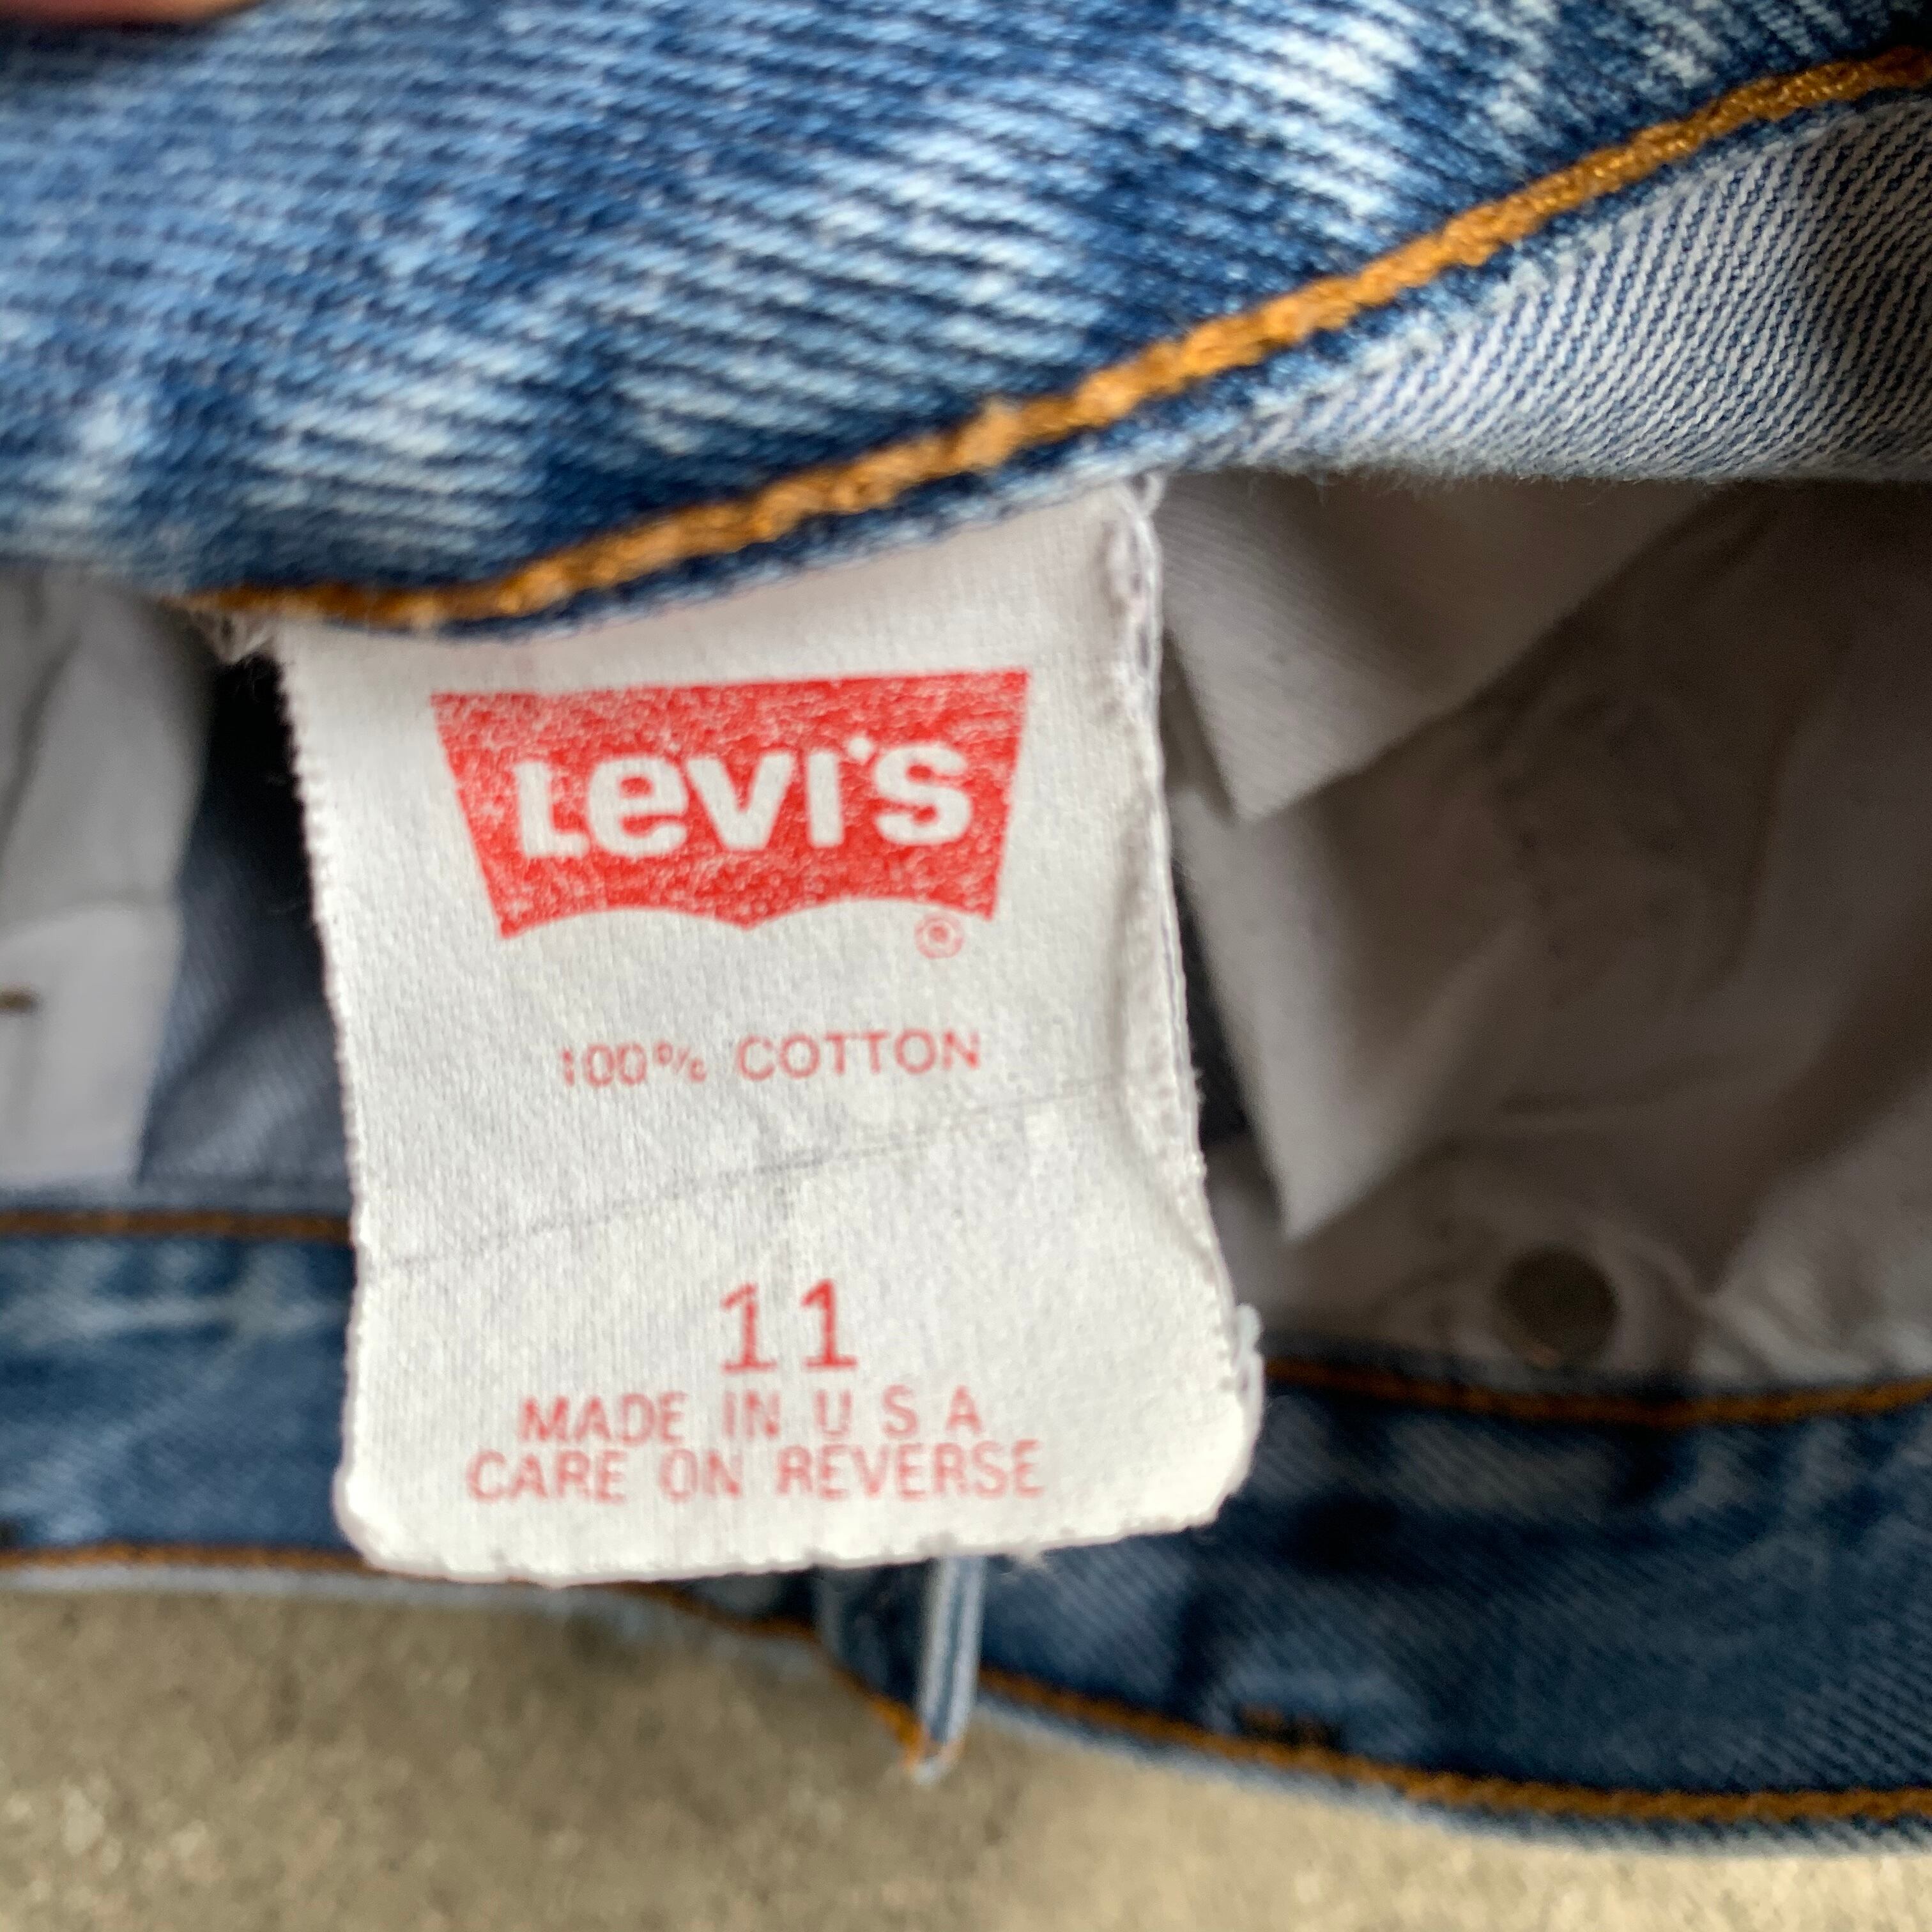 Levi's
®
100% COTTON
11
MADE IN U S A
CARE ON REVERSE